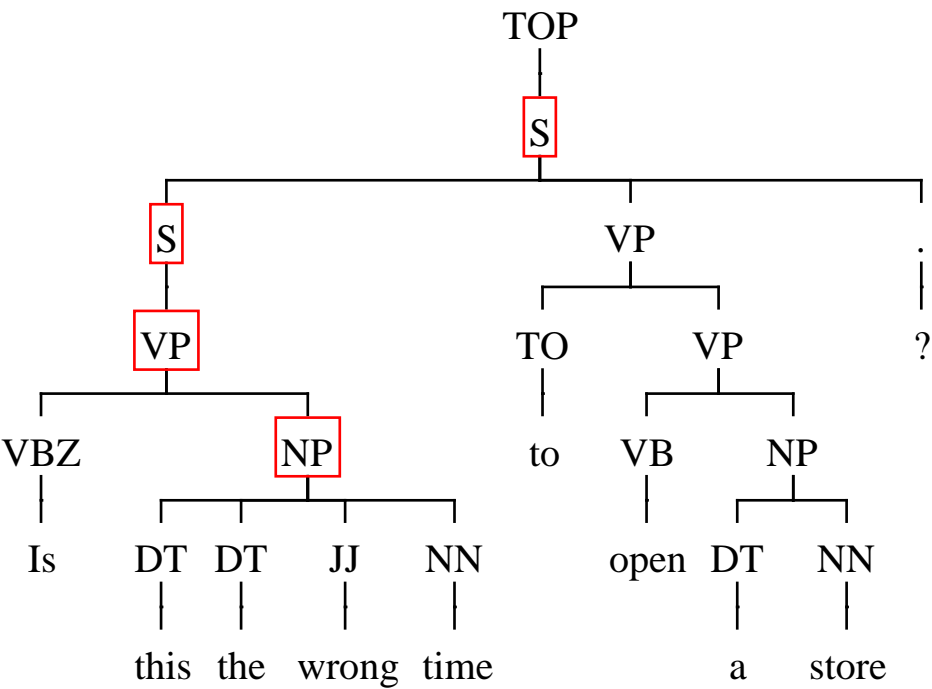 TOP
S
S VP .
VP TO VP ?
VBZ NP to VB NP
Is DT DT JJ NN open DT NN
this the wrong time a store